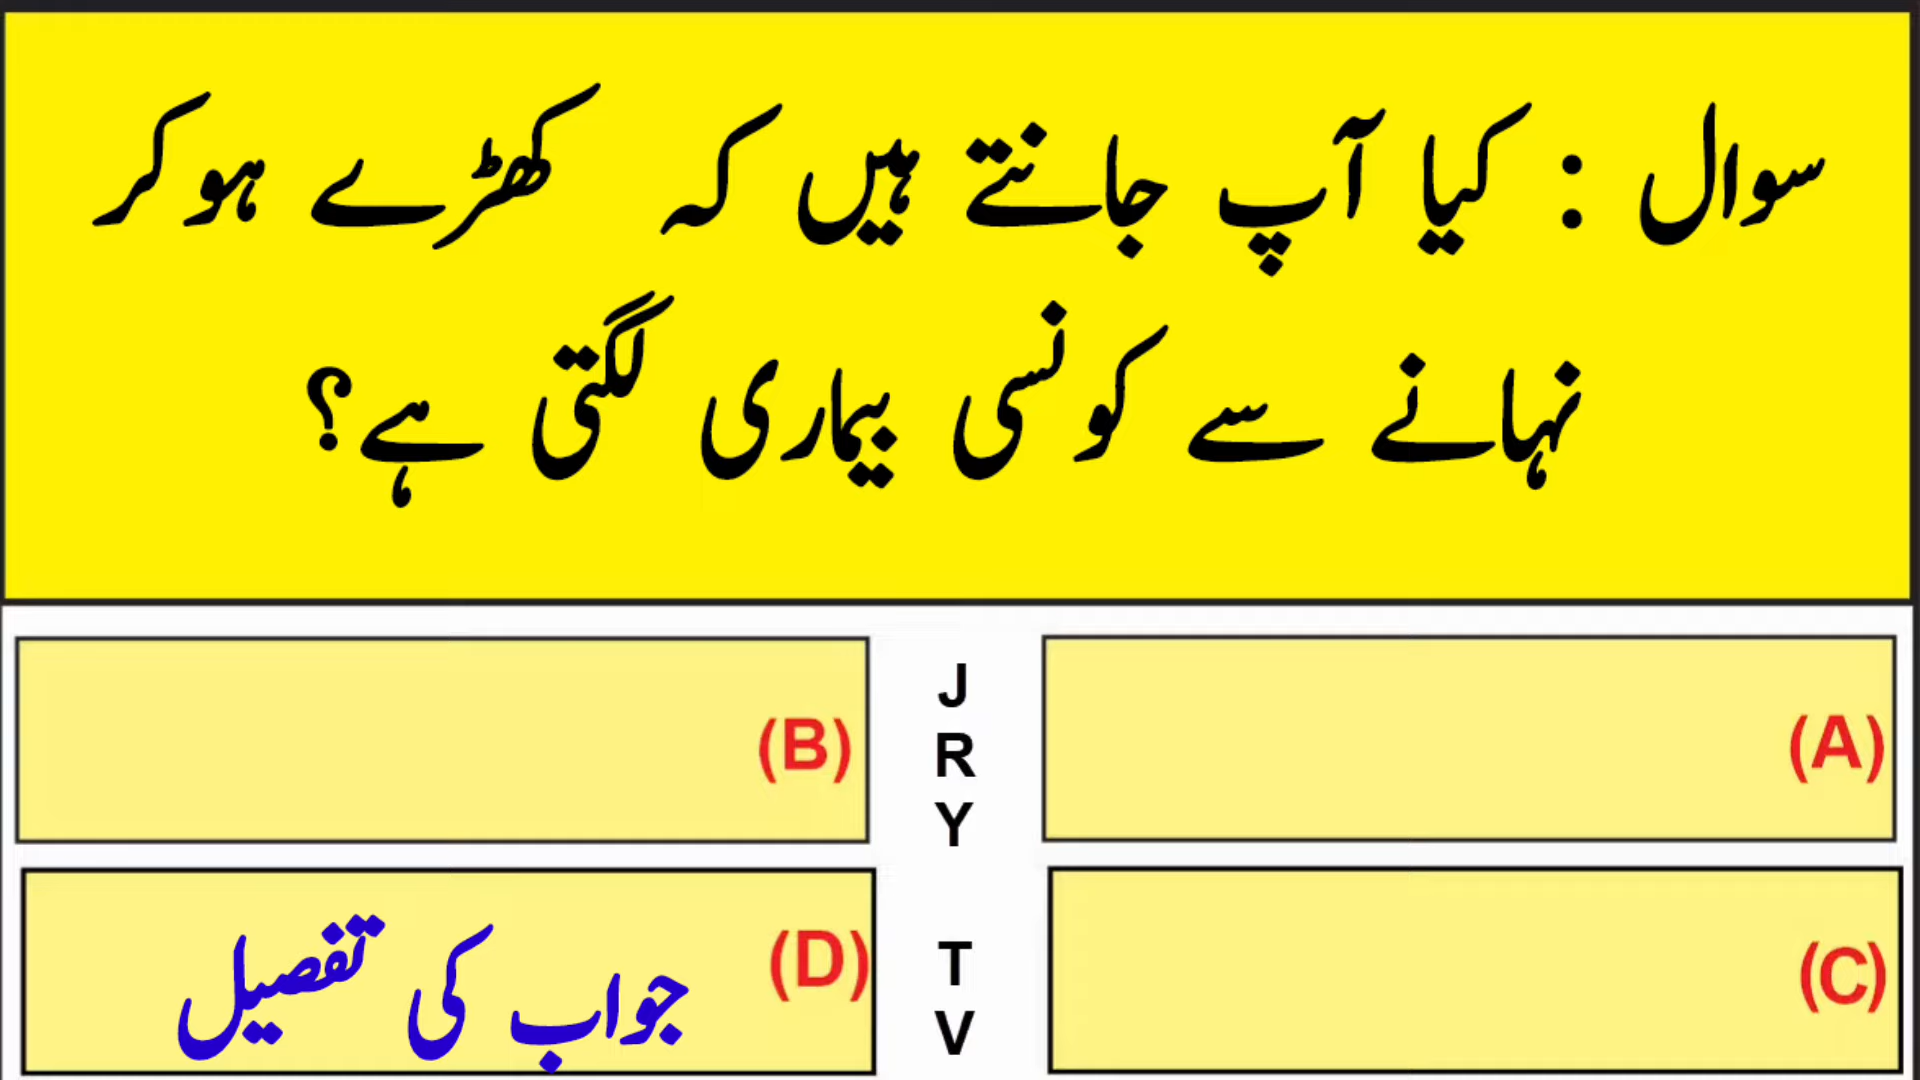 سوال : کیا آپ جانتے ہیں کہ کھڑے ہوکر
نہانے سے کونسی بیماری لگتی ہے؟
(A)
(B)
J
R
Y
T
V
(C)
(D) جواب کی تفصیل